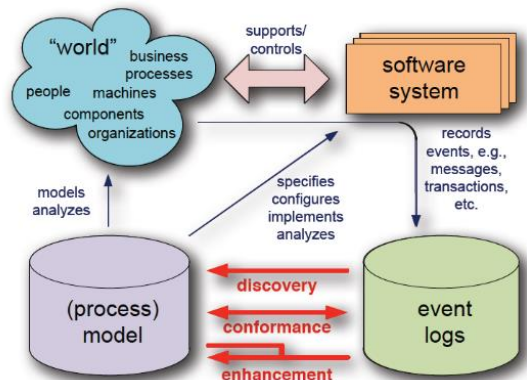 “world”
business
processes
people
machines
components
organizations
supports/
controls
software
system
models
analyzes
specifies
configures
implements
analyzes
records
events, e.g.,
messages,
transactions,
etc.
(process)
model
discovery
conformance
enhancement
event
logs